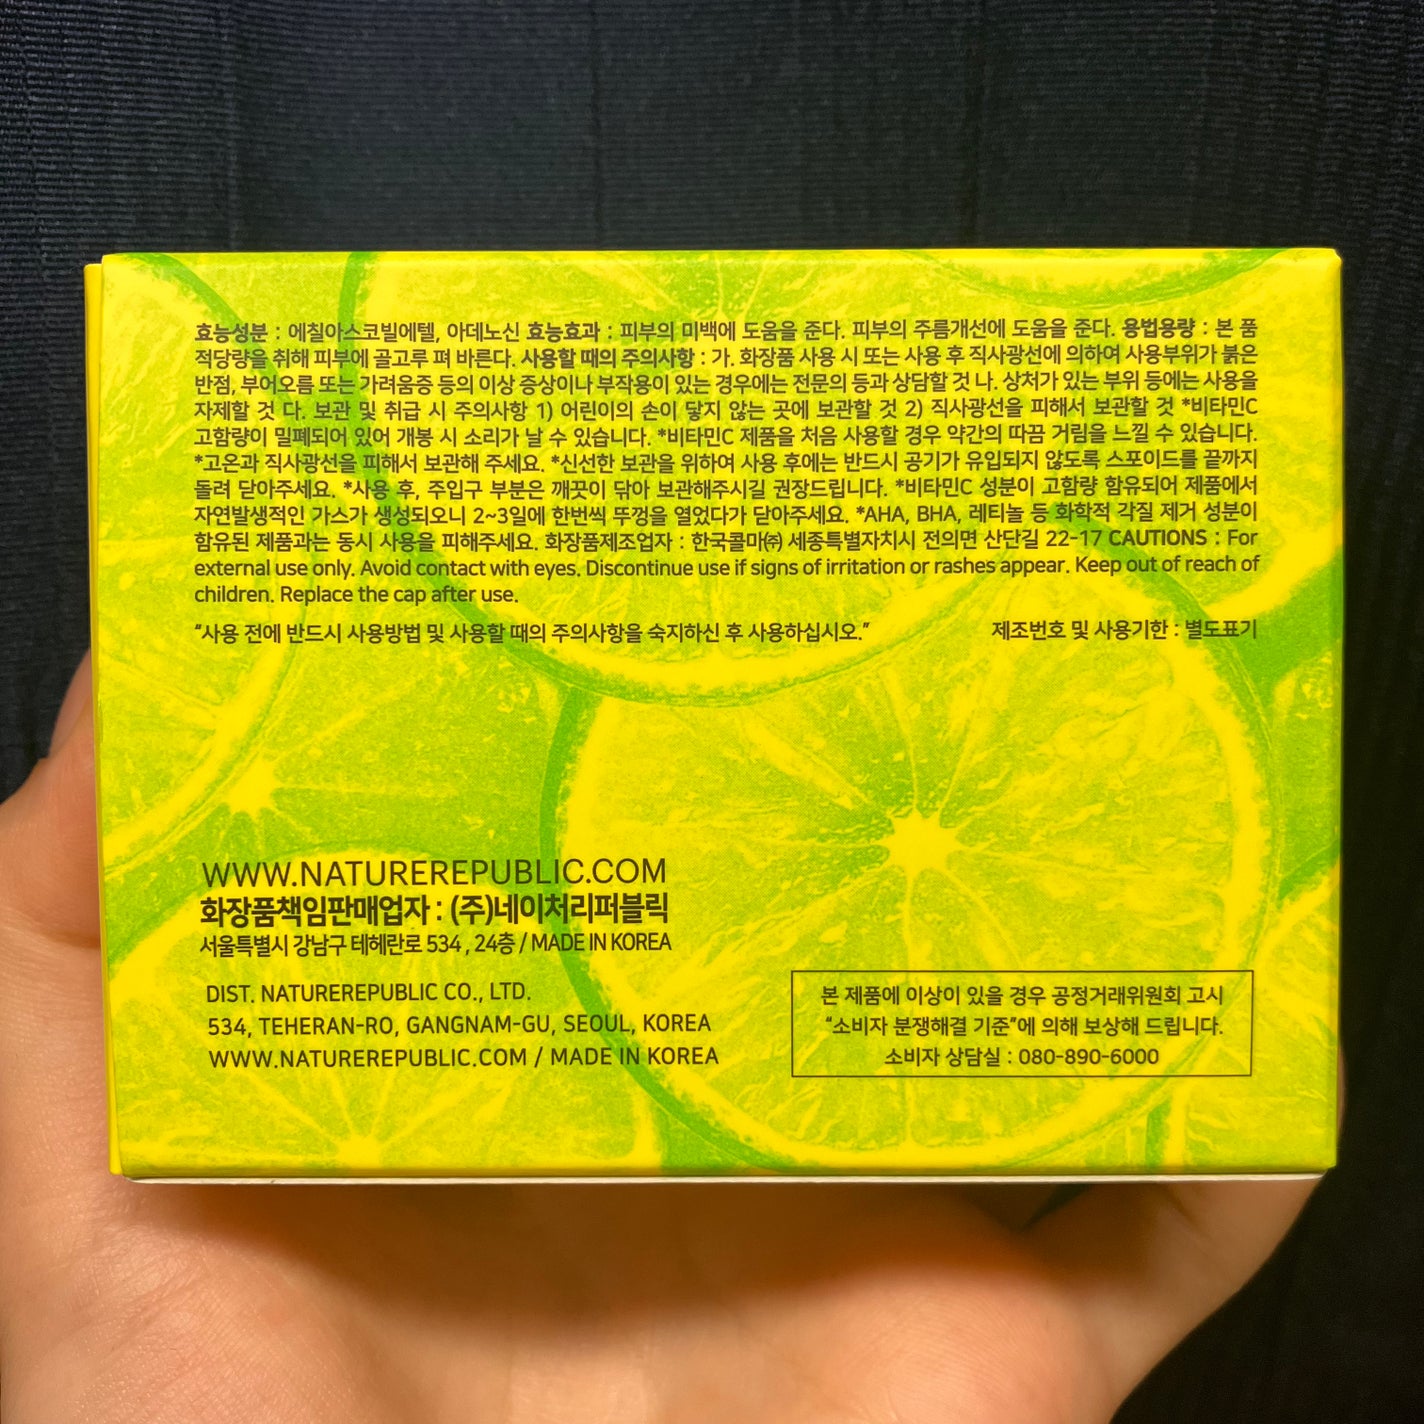 효능성분 : 에칠아스코빌에텔, 아데노신 효능효과 : 피부의 미백에 도움을 준다. 피부의 주름개선에 도움을 준다. 용법용량 : 본 품
적당량을 취해 피부에 골고루 펴 바른다. 사용할 때의 주의사항 : 가. 화장품 사용 시 또는 사용 후 직사광선에 의하여 사용부위가 붉은
반점, 부어오름 또는 가려움증 등의 이상 증상이나 부작용이 있는 경우에는 전문의 등과 상담할 것 나. 상처가 있는 부위 등에는 사용을
자제할 것 다. 보관 및 취급 시 주의사항 1) 어린이의 손이 닿지 않는 곳에 보관할 것 2) 직사광선을 피해서 보관할 것 *비타민C
고함량이 밀폐되어 있어 개봉 시 소리가 날 수 있습니다. *비타민C 제품을 처음 사용할 경우 약간의 따끔 거림을 느낄 수 있습니다.
*고온과 직사광선을 피해서 보관해 주세요. *신선한 보관을 위하여 사용 후에는 반드시 공기가 유입되지 않도록 스포이드를 끝까지
돌려 닫아주세요. *사용 후, 주입구 부분은 깨끗이 닦아 보관해주시길 권장드립니다. *비타민C 성분이 고함량 함유되어 제품에서
자연발생적인 가스가 생성되오니 2~3일에 한번씩 뚜껑을 열었다가 닫아주세요. *AHA, BHA, 레티놀 등 화학적 각질 제거 성분이
함유된 제품과는 동시 사용을 피해주세요. 화장품제조업자 : 한국콜마㈜ 세종특별자치시 전의면 산단길 22-17 CAUTIONS : For
external use only. Avoid contact with eyes. Discontinue use if signs of irritation or rashes appear. Keep out of reach of
children. Replace the cap after use.
“사용 전에 반드시 사용방법 및 사용할 때의 주의사항을 숙지하신 후 사용하십시오.” 제조번호 및 사용기한 : 별도표기
WWW.NATUREREPUBLIC.COM
화장품책임판매업자 : (주)네이처리퍼블릭
서울특별시 강남구 테헤란로 534 , 24층 / MADE IN KOREA
DIST. NATUREREPUBLIC CO., LTD.
534, TEHERAN-RO, GANGNAM-GU, SEOUL, KOREA
WWW.NATUREREPUBLIC.COM / MADE IN KOREA
본 제품에 이상이 있을 경우 공정거래위원회 고시
“소비자 분쟁해결 기준”에 의해 보상해 드립니다.
소비자 상담실 : 080-890-6000